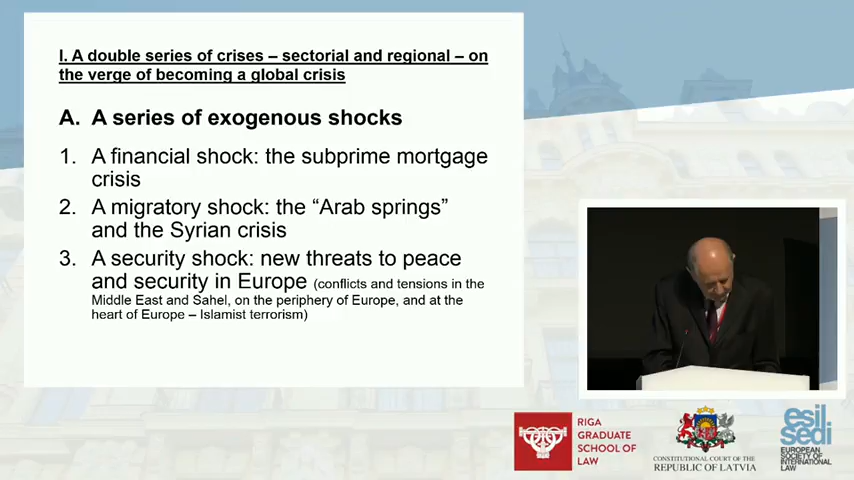 I. A double series of crises – sectorial and regional – on
the verge of becoming a global crisis
A. A series of exogenous shocks
1. A financial shock: the subprime mortgage
crisis
2. A migratory shock: the “Arab springs”
and the Syrian crisis
3. A security shock: new threats to peace
and security in Europe (conflicts and tensions in the
Middle East and Sahel, on the periphery of Europe, and at the
heart of Europe – Islamist terrorism)
RIGA
GRADUATE
SCHOOL OF
LAW
CONSTITUTIONAL COURT OF THE
REPUBLIC OF LATVIA
esil
sedi
EUROPEAN
SOCIETY OF
INTERNATIONAL
LAW